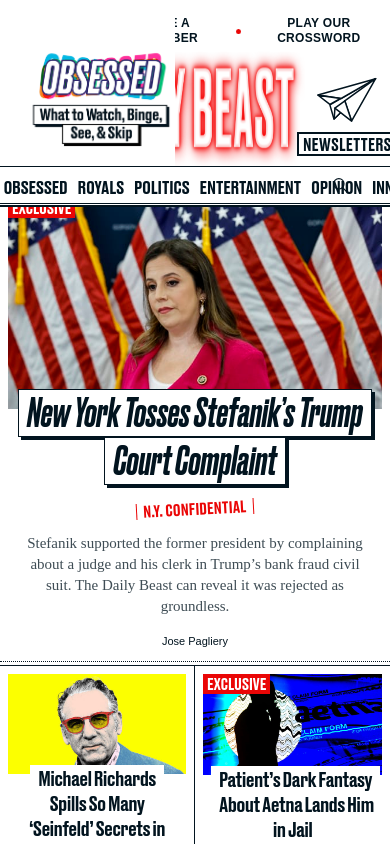 E A
BER
PLAY OUR
CROSSWORD
OBSESSED
What to Watch, Binge,
See, & Skip
Y BEAST
NEWSLETTERS
OBSESSED ROYALS POLITICS ENTERTAINMENT OPINION INN
EXCLUSIVE
New York Tosses Stefanik's Trump
Court Complaint
N.Y. CONFIDENTIAL
Stefanik supported the former president by complaining
about a judge and his clerk in Trump's bank fraud civil
suit. The Daily Beast can reveal it was rejected as
groundless.
Jose Pagliery
Michael Richards
Spills So Many
'Seinfeld' Secrets in
EXCLUSIVE
aetna
CLAIM FORM
Patient's Dark Fantasy
About Aetna Lands Him
in Jail